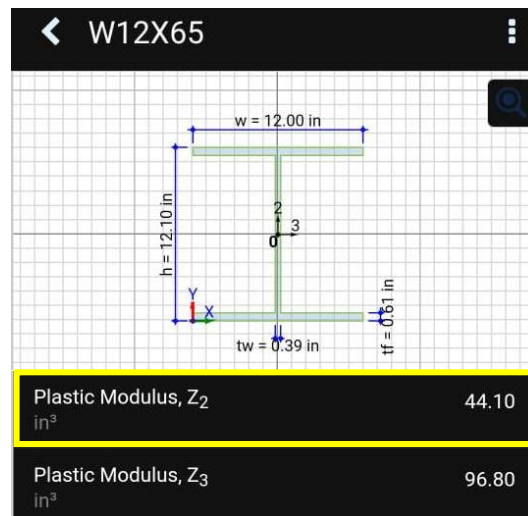 W12X65
w = 12.00 in
h = 12.10 in
2
3
0
Y
X
tw = 0.39 in
tf = 0.61 in
Plastic Modulus, Z2
44.10
in³
Plastic Modulus, Z3
96.80
in³